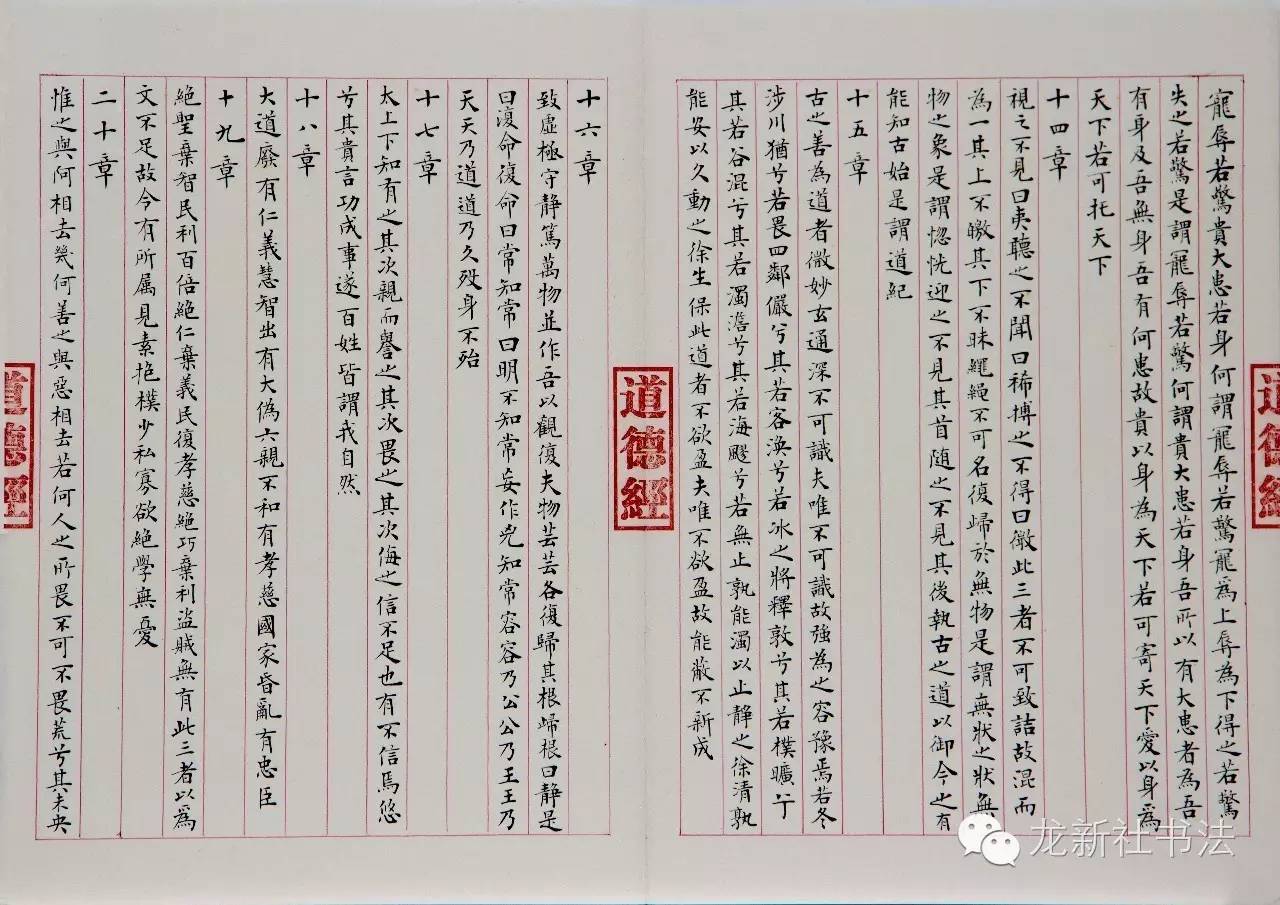 寵辱若驚貴大患若身何謂寵辱若驚寵爲上辱為下得之若驚
失之若驚是謂寵辱若驚何謂貴大患若身吾所以有大患者為吾
有身及吾無身吾有何患故貴以身為天下若可寄天下愛以身爲
天下若可托天下
十四章
視之不見曰夷聽之不聞曰稀搏之不得曰微此三者不可致詰故混而
為一其上不皦其下不昧繩繩不可名復歸於無物是謂無狀之狀無
物之象是謂惚恍迎之不見其首随之不見其後執古之道以御今之有
能知古始是謂道紀
十五章
古之善為道者微妙玄通深不可識夫唯不可識故強為之容豫焉若冬
涉川猶兮若畏四鄰儼兮其若客渙兮若冰之將釋敦兮其若樸曠兮
其若谷混兮其若濁澹兮其若海飂兮若無止孰能濁以止静之徐清孰
能安以久動之徐生保此道者不欲盈夫唯不欲盈故能蔽不新成
道德經
十六章
致虛極守静篤萬物並作吾以觀復夫物芸芸各復歸其根歸根曰静是
曰復命復命曰常知常曰明不知常妄作兇知常容容乃公公乃王王乃
天天乃道道乃久殁身不殆
十七章
太上下知有之其次親而譽之其次畏之其次侮之信不足也有不信焉悠
兮其貴言功成事遂百姓皆謂我自然
十八章
大道廢有仁義慧智出有大偽六親不和有孝慈國家昏亂有忠臣
十九章
絕聖棄智民利百倍絕仁棄義民復孝慈絕巧棄利盜賊無有此三者以爲
文不足故今有所属見素抱樸少私寡欲絕學無憂
二十章
惟之與阿相去幾何善之與惡相去若何人之所畏不可不畏荒兮其未央
道德經
道德經
龙新社书法